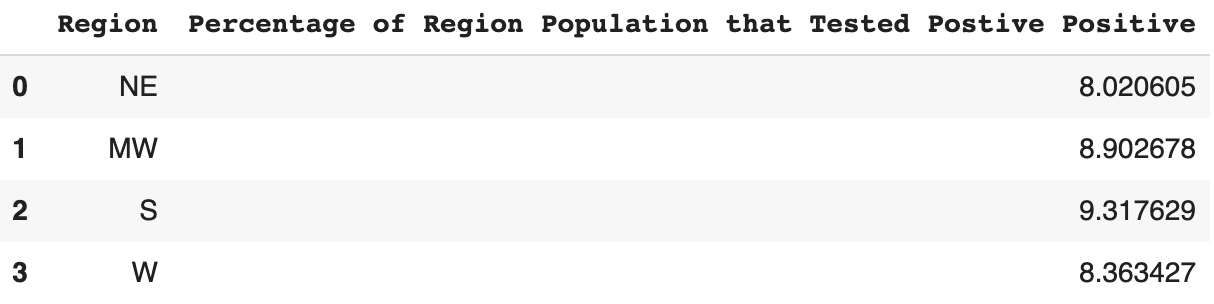 Region Percentage of Region Population that Tested Postive Positive
0 NE 8.020605
1 MW 8.902678
2 S 9.317629
3 W 8.363427